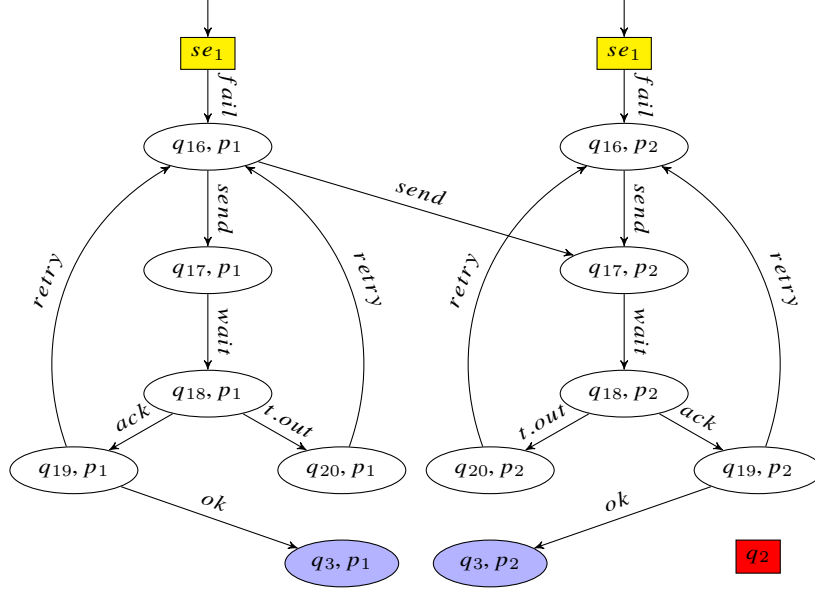 se₁ se₁
fail fail
q₁₆, p₁ q₁₆, p₂
send send send
retry q₁₇, p₁ retry retry q₁₇, p₂ retry
wait wait
q₁₈, p₁ q₁₈, p₂
ack t.out t.out ack
q₁₉, p₁ q₂₀, p₁ q₂₀, p₂ q₁₉, p₂
ok ok
q₃, p₁ q₃, p₂ q₂